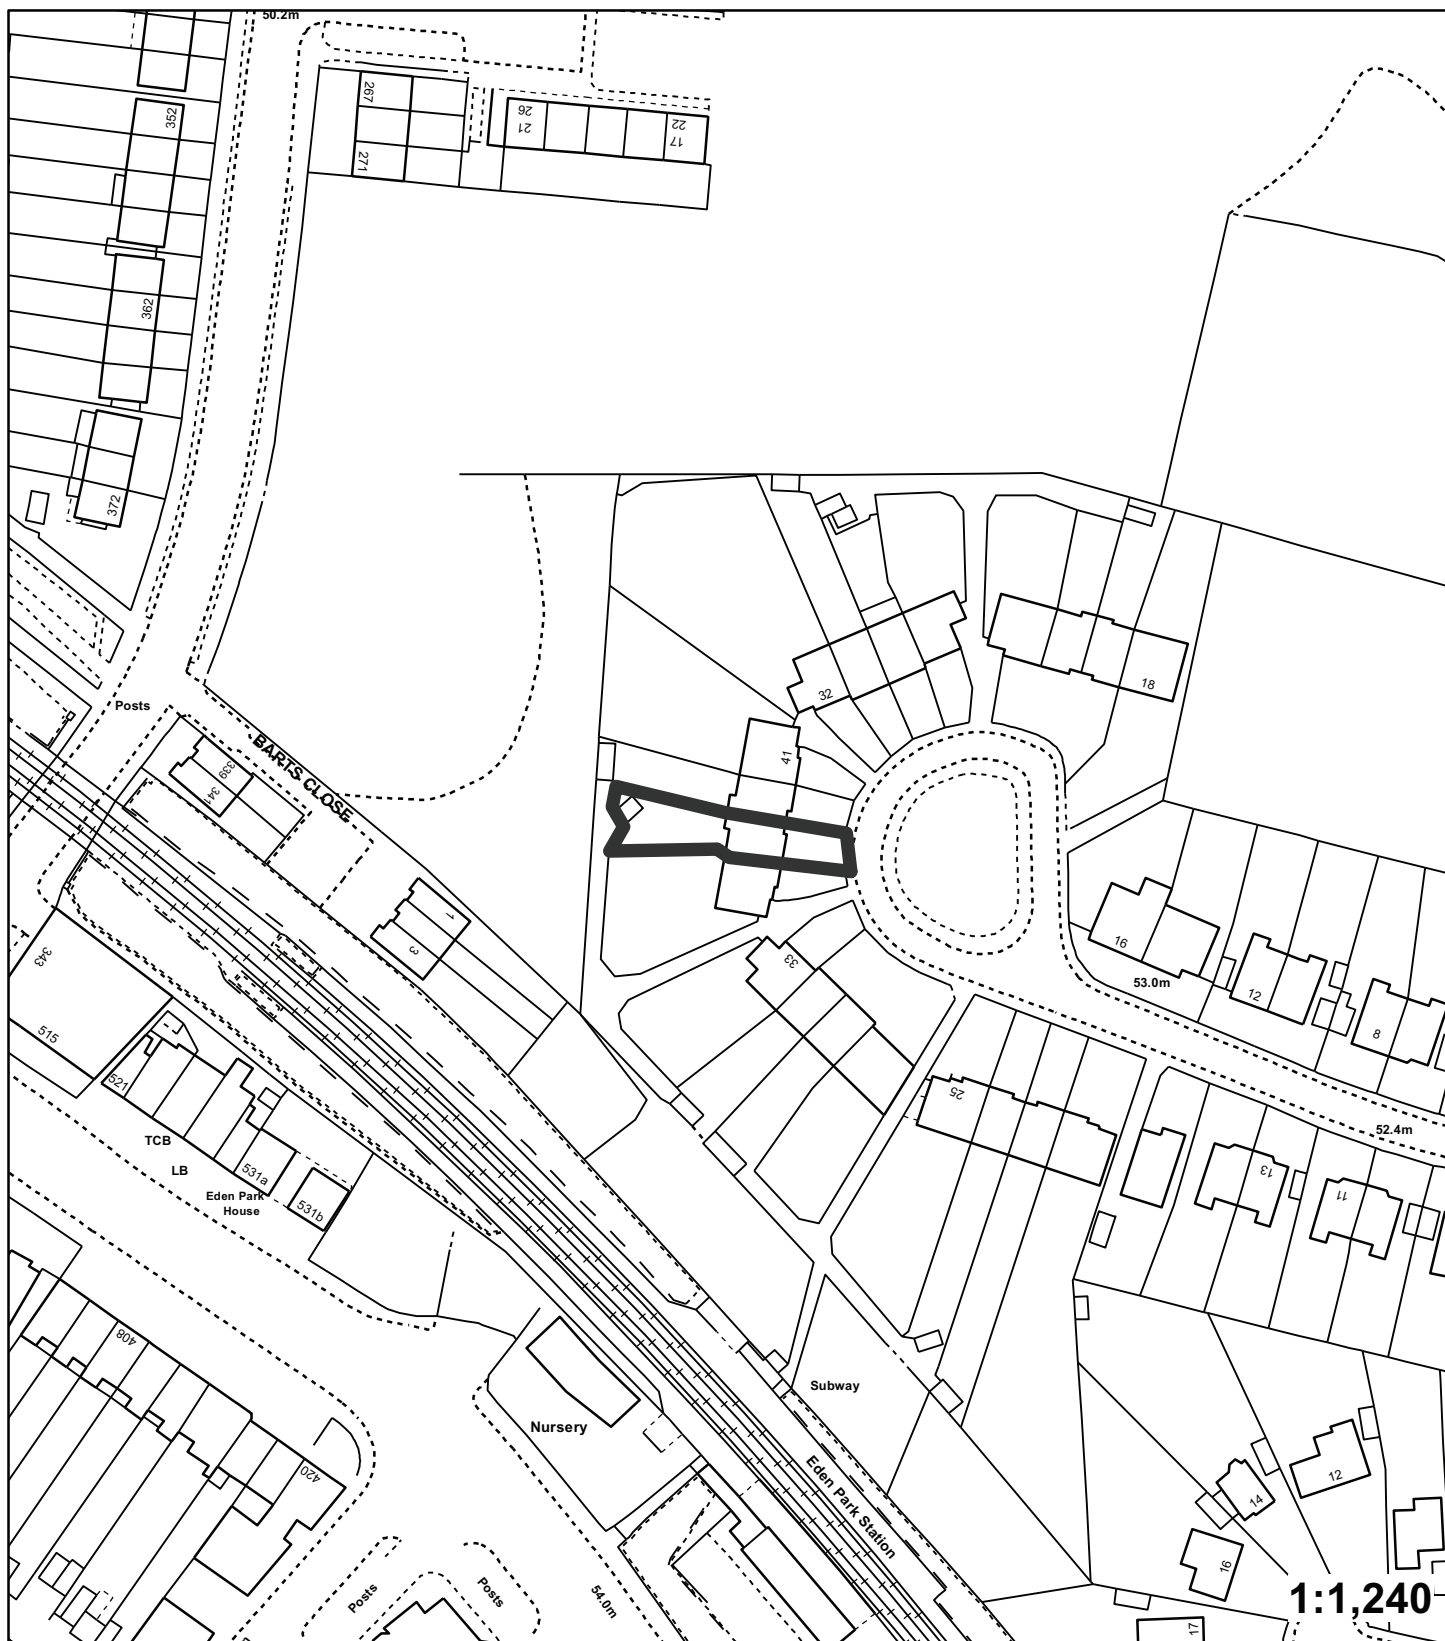 50.2m
352
267
26
21
22
17
271
362
372
Posts
BARTS CLOSE
339
341
32
18
41
1
3
33
16
53.0m
12
8
343
515
521
TCB
LB
531a
Eden Park
House
531b
25
52.4m
13
11
408
420
Nursery
Subway
Eden Park Station
12
14
16
17
Posts
Posts
54.0m
1:1,240